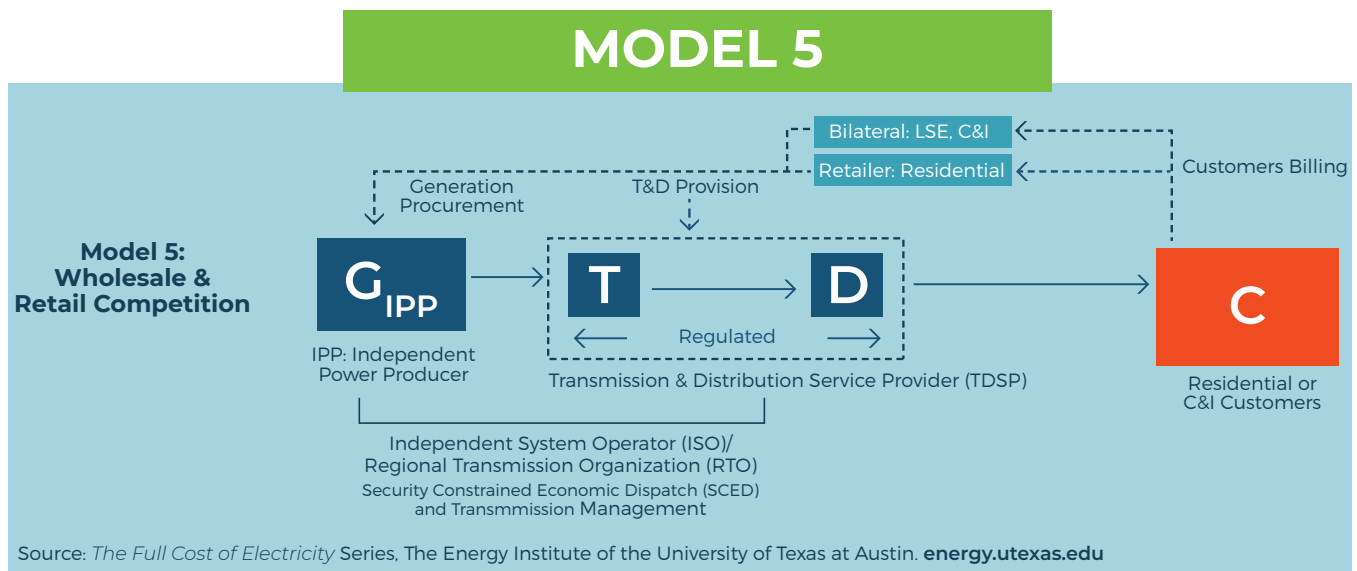 MODEL 5
Bilateral: LSE, C&I
Retailer: Residential
Customers Billing
Generation
Procurement
T&D Provision
Model 5:
Wholesale &
Retail Competition
G IPP
T
D
C
Regulated
IPP: Independent
Power Producer
Transmission & Distribution Service Provider (TDSP)
Residential or
C&I Customers
Independent System Operator (ISO)/
Regional Transmission Organization (RTO)
Security Constrained Economic Dispatch (SCED)
and Transmmission Management
Source: The Full Cost of Electricity Series, The Energy Institute of the University of Texas at Austin. energy.utexas.edu